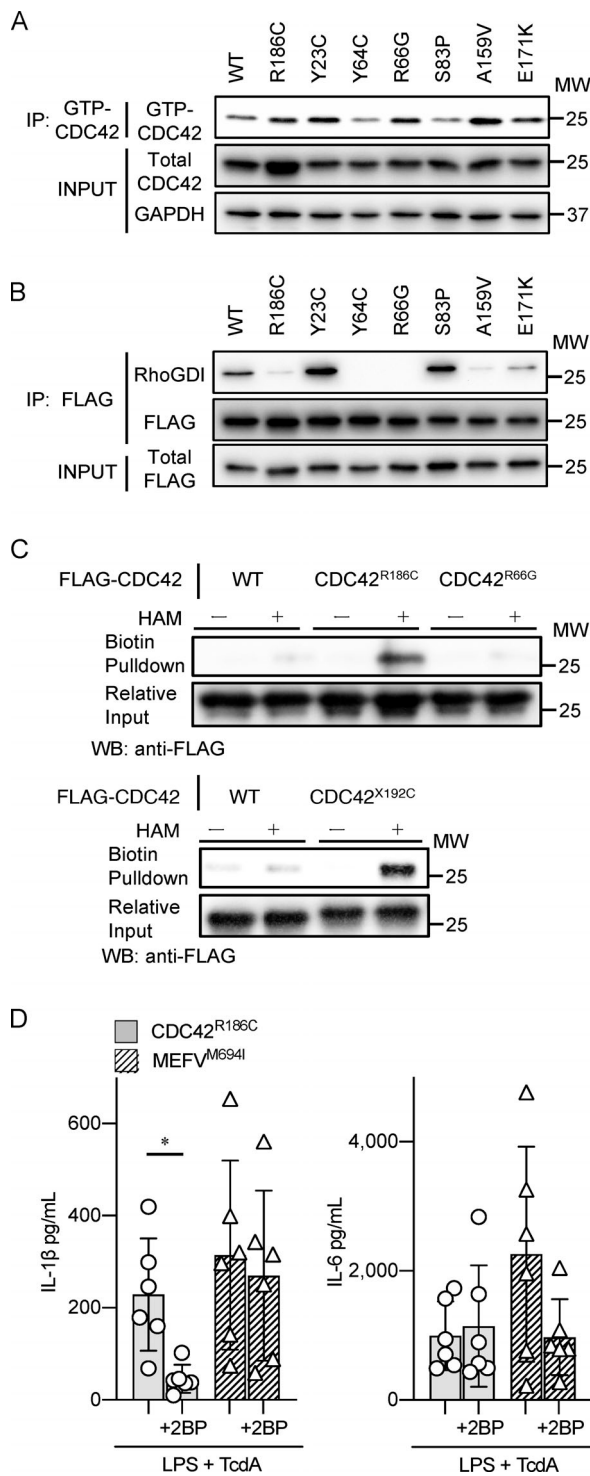 A
WT R186C Y23C Y64C R66G S83P A159V E171K
MW
IP: GTP-CDC42 GTP-CDC42 25
INPUT Total CDC42 25
GAPDH 37
B
WT R186C Y23C Y64C R66G S83P A159V E171K
MW
IP: FLAG RhoGDI 25
FLAG 25
INPUT Total FLAG 25
C
FLAG-CDC42 WT CDC42R186C CDC42R66G
HAM − + − + − + MW
Biotin Pulldown 25
Relative Input 25
WB: anti-FLAG
FLAG-CDC42 WT CDC42X192C
HAM − + − + MW
Biotin Pulldown 25
Relative Input 25
WB: anti-FLAG
D
CDC42R186C
MEFVM694I
IL-1β pg/mL
600
400
200
0
*
+2BP +2BP
LPS + TcdA
IL-6 pg/mL
4,000
2,000
0
+2BP +2BP
LPS + TcdA